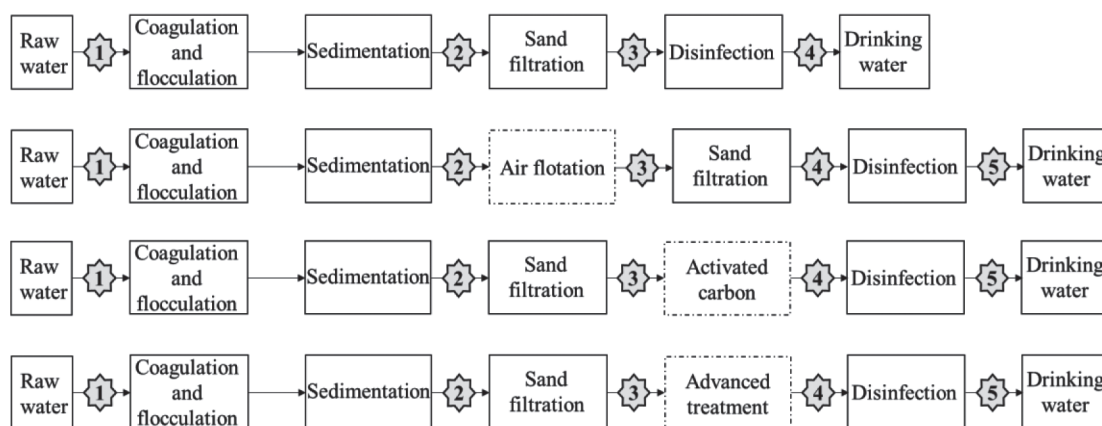 Raw
water
1
Coagulation
and
flocculation
Sedimentation
2
Sand
filtration
3
Disinfection
4
Drinking
water
Raw
water
1
Coagulation
and
flocculation
Sedimentation
2
Air flotation
3
Sand
filtration
4
Disinfection
5
Drinking
water
Raw
water
1
Coagulation
and
flocculation
Sedimentation
2
Sand
filtration
3
Activated
carbon
4
Disinfection
5
Drinking
water
Raw
water
1
Coagulation
and
flocculation
Sedimentation
2
Sand
filtration
3
Advanced
treatment
4
Disinfection
5
Drinking
water